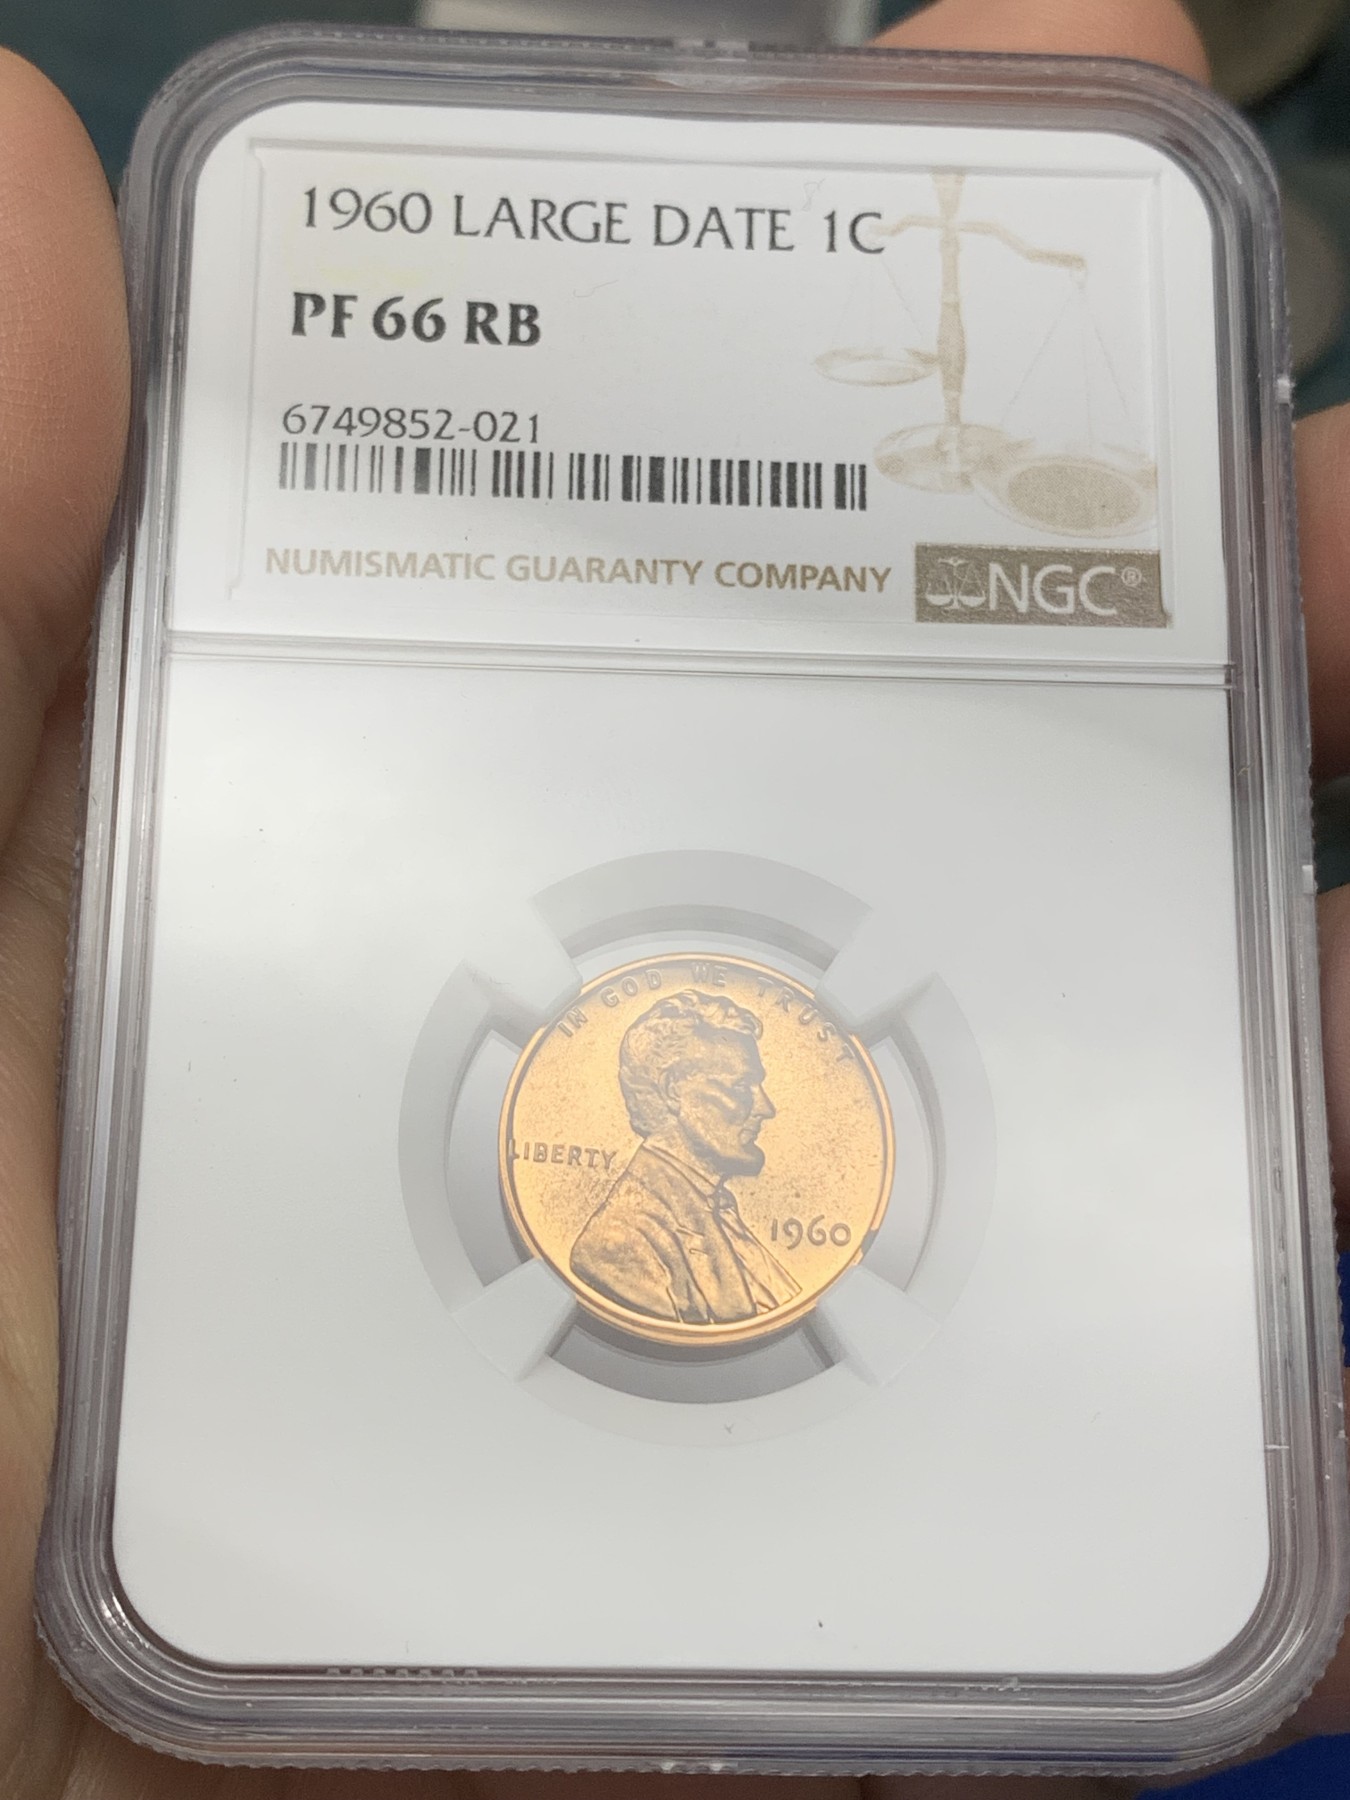 1960 LARGE DATE 1C
PF 66 RB
6749852-021
NUMISMATIC GUARANTY COMPANY
NGC®
IN GOD WE TRUST
LIBERTY
1960